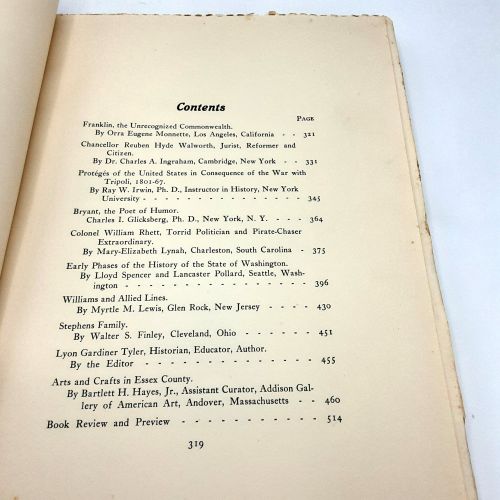 Contents
PAGE
Franklin, the Unrecognized Commonwealth.
By Orra Eugene Monnette, Los Angeles, California - - 321
Chancellor Reuben Hyde Walworth, Jurist, Reformer and
Citizen.
By Dr. Charles A. Ingraham, Cambridge, New York - - 331
Protégés of the United States in Consequence of the War with
Tripoli, 1801-67.
By Ray W. Irwin, Ph. D., Instructor in History, New York
University - - - - - - - - - - - - 345
Bryant, the Poet of Humor.
Charles I. Glicksberg, Ph. D., New York, N. Y. - - - 364
Colonel William Rhett, Torrid Politician and Pirate-Chaser
Extraordinary.
By Mary-Elizabeth Lynah, Charleston, South Carolina - 375
Early Phases of the History of the State of Washington.
By Lloyd Spencer and Lancaster Pollard, Seattle, Wash-
ington - - - - - - - - - - - - - 396
Williams and Allied Lines.
By Myrtle M. Lewis, Glen Rock, New Jersey - - - - 430
Stephens Family.
By Walter S. Finley, Cleveland, Ohio - - - - - - 451
Lyon Gardiner Tyler, Historian, Educator, Author.
By the Editor - - - - - - - - - - - - 455
Arts and Crafts in Essex County.
By Bartlett H. Hayes, Jr., Assistant Curator, Addison Gal-
lery of American Art, Andover, Massachusetts - - - 460
Book Review and Preview - - - - - - - - - - 514
319